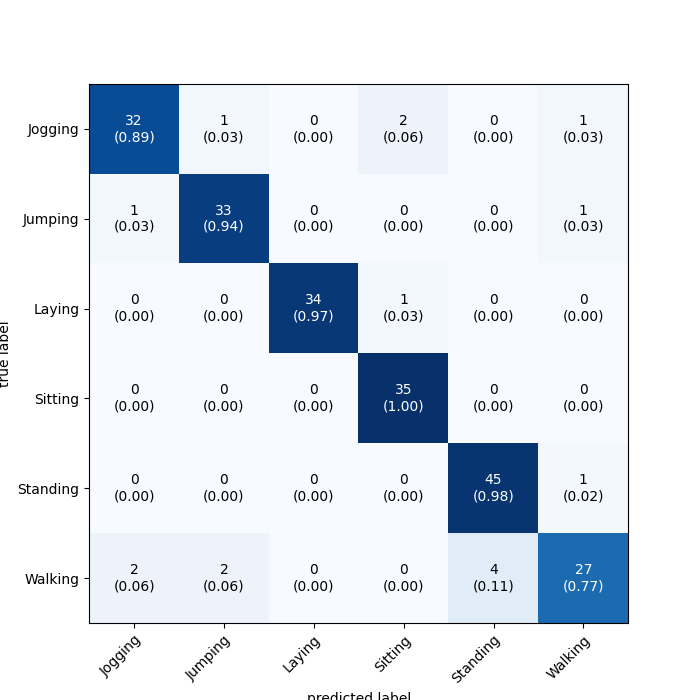 Jogging
32 1 0 2 0 1
(0.89) (0.03) (0.00) (0.06) (0.00) (0.03)
Jumping
1 33 0 0 0 1
(0.03) (0.94) (0.00) (0.00) (0.00) (0.03)
Laying
0 0 34 1 0 0
(0.00) (0.00) (0.97) (0.03) (0.00) (0.00)
true label
Sitting
0 0 0 35 0 0
(0.00) (0.00) (0.00) (1.00) (0.00) (0.00)
Standing
0 0 0 0 45 1
(0.00) (0.00) (0.00) (0.00) (0.98) (0.02)
Walking
2 2 0 0 4 27
(0.06) (0.06) (0.00) (0.00) (0.11) (0.77)
Jogging Jumping Laying Sitting Standing Walking
predicted label